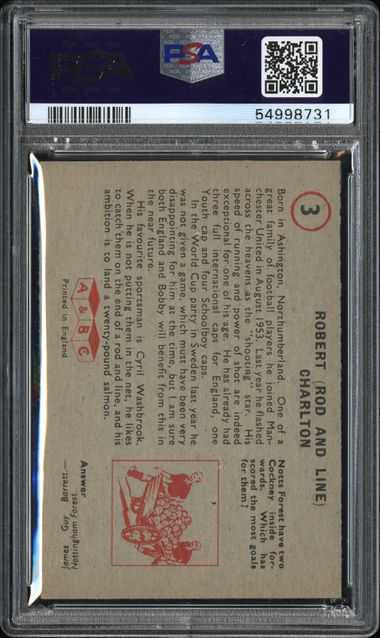 PSA
PSA
54998731
3
ROBERT (ROD AND LINE)
CHARLTON
Born in Ashington, Northumberland. One of a
great family of football players he joined Man-
chester United in August 1953. Last year he flashed
across the heavens as the "shooting" star. His
speed of running and power of shot are indeed
exceptional for one of his age. He has already had
three full international caps for England, one
Youth cap and four Schoolboy caps.
In the World Cup party in Sweden last year he
was not given a game, which must have been very
disappointing for him at the time, but I am sure
both England and Bobby will benefit from this in
the near future.
His favourite sportsman is Cyril Washbrook.
When he is not putting them in the net, he likes
to catch them on the end of a rod and line, and his
ambition is to land a twenty-pound salmon.
A & B C
Printed in England
Notts Forest have two
Cockney inside for-
wards. Which has
scored the most goals
for them?
Answer
James Guy Barrett—
Nottingham Forest.